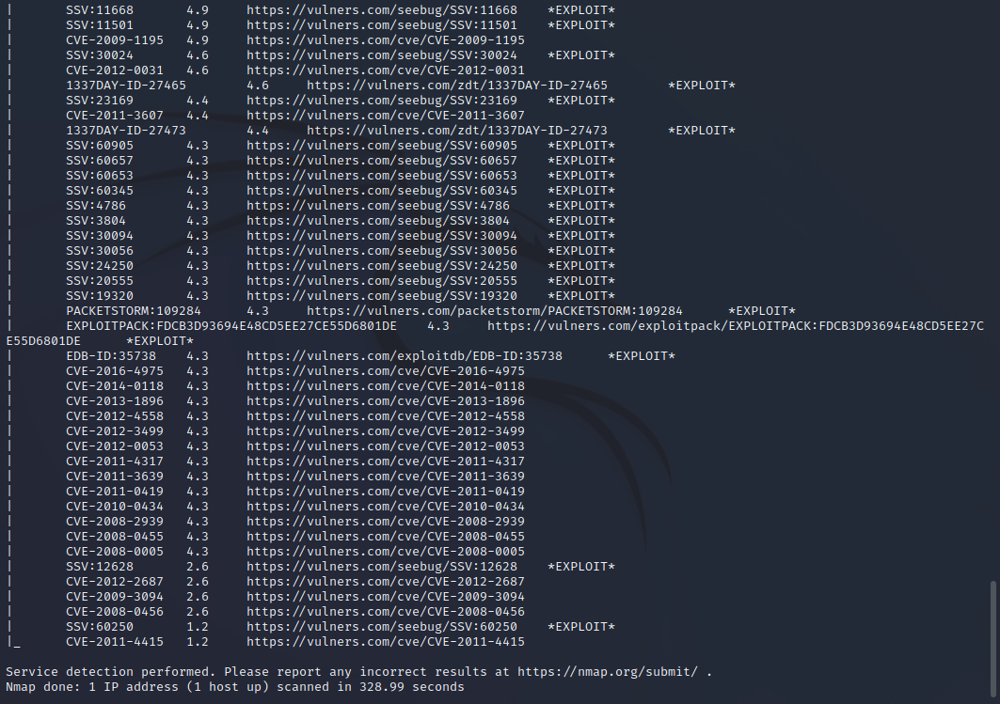 |       SSV:11668       4.9     https://vulners.com/seebug/SSV:11668    *EXPLOIT*
|       SSV:11501       4.9     https://vulners.com/seebug/SSV:11501    *EXPLOIT*
|       CVE-2009-1195   4.9     https://vulners.com/cve/CVE-2009-1195
|       SSV:30024       4.6     https://vulners.com/seebug/SSV:30024    *EXPLOIT*
|       CVE-2012-0031   4.6     https://vulners.com/cve/CVE-2012-0031
|       1337DAY-ID-27465        4.6     https://vulners.com/zdt/1337DAY-ID-27465        *EXPLOIT*
|       SSV:23169       4.4     https://vulners.com/seebug/SSV:23169    *EXPLOIT*
|       CVE-2011-3607   4.4     https://vulners.com/cve/CVE-2011-3607
|       1337DAY-ID-27473        4.4     https://vulners.com/zdt/1337DAY-ID-27473        *EXPLOIT*
|       SSV:60905       4.3     https://vulners.com/seebug/SSV:60905    *EXPLOIT*
|       SSV:60657       4.3     https://vulners.com/seebug/SSV:60657    *EXPLOIT*
|       SSV:60653       4.3     https://vulners.com/seebug/SSV:60653    *EXPLOIT*
|       SSV:60345       4.3     https://vulners.com/seebug/SSV:60345    *EXPLOIT*
|       SSV:4786        4.3     https://vulners.com/seebug/SSV:4786     *EXPLOIT*
|       SSV:3804        4.3     https://vulners.com/seebug/SSV:3804     *EXPLOIT*
|       SSV:30094       4.3     https://vulners.com/seebug/SSV:30094    *EXPLOIT*
|       SSV:30056       4.3     https://vulners.com/seebug/SSV:30056    *EXPLOIT*
|       SSV:24250       4.3     https://vulners.com/seebug/SSV:24250    *EXPLOIT*
|       SSV:20555       4.3     https://vulners.com/seebug/SSV:20555    *EXPLOIT*
|       SSV:19320       4.3     https://vulners.com/seebug/SSV:19320    *EXPLOIT*
|       PACKETSTORM:109284      4.3     https://vulners.com/packetstorm/PACKETSTORM:109284      *EXPLOIT*
|       EXPLOITPACK:FDCB3D93694E48CD5EE27CE55D6801DE    4.3     https://vulners.com/exploitpack/EXPLOITPACK:FDCB3D93694E48CD5EE27C
E55D6801DE      *EXPLOIT*
|       EDB-ID:35738    4.3     https://vulners.com/exploitdb/EDB-ID:35738      *EXPLOIT*
|       CVE-2016-4975   4.3     https://vulners.com/cve/CVE-2016-4975
|       CVE-2014-0118   4.3     https://vulners.com/cve/CVE-2014-0118
|       CVE-2013-1896   4.3     https://vulners.com/cve/CVE-2013-1896
|       CVE-2012-4558   4.3     https://vulners.com/cve/CVE-2012-4558
|       CVE-2012-3499   4.3     https://vulners.com/cve/CVE-2012-3499
|       CVE-2012-0053   4.3     https://vulners.com/cve/CVE-2012-0053
|       CVE-2011-4317   4.3     https://vulners.com/cve/CVE-2011-4317
|       CVE-2011-3639   4.3     https://vulners.com/cve/CVE-2011-3639
|       CVE-2011-0419   4.3     https://vulners.com/cve/CVE-2011-0419
|       CVE-2010-0434   4.3     https://vulners.com/cve/CVE-2010-0434
|       CVE-2008-2939   4.3     https://vulners.com/cve/CVE-2008-2939
|       CVE-2008-0455   4.3     https://vulners.com/cve/CVE-2008-0455
|       CVE-2008-0005   4.3     https://vulners.com/cve/CVE-2008-0005
|       SSV:12628       2.6     https://vulners.com/seebug/SSV:12628    *EXPLOIT*
|       CVE-2012-2687   2.6     https://vulners.com/cve/CVE-2012-2687
|       CVE-2009-3094   2.6     https://vulners.com/cve/CVE-2009-3094
|       CVE-2008-0456   2.6     https://vulners.com/cve/CVE-2008-0456
|       SSV:60250       1.2     https://vulners.com/seebug/SSV:60250    *EXPLOIT*
|_      CVE-2011-4415   1.2     https://vulners.com/cve/CVE-2011-4415
Service detection performed. Please report any incorrect results at https://nmap.org/submit/ .
Nmap done: 1 IP address (1 host up) scanned in 328.99 seconds